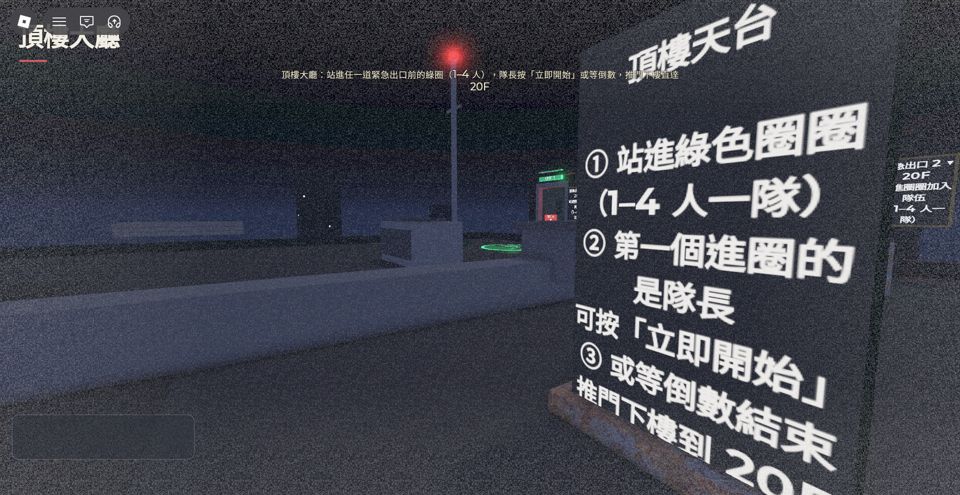 頂樓大廳
頂樓大廳：站進任一道緊急出口前的綠圈（1–4 人），隊長按「立即開始」或等倒數，推門下樓直達
20F
頂樓天台
① 站進綠色圈圈
（1–4 人一隊）
② 第一個進圈的
是隊長
可按「立即開始」
③ 或等倒數結束
推門下樓到 20F
急出口 2
20F
進圈圈加入
隊伍
1–4 人一
隊）